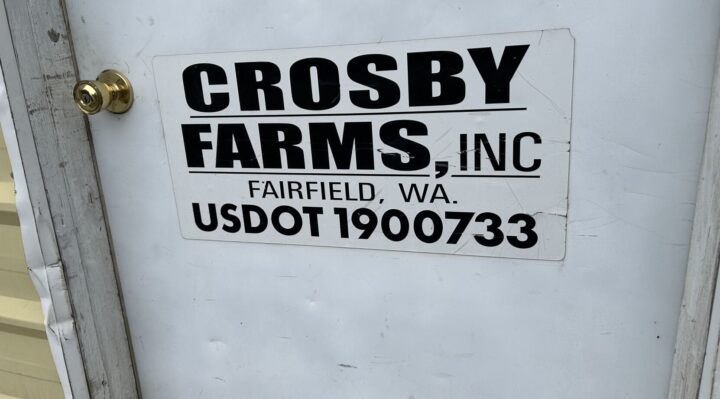 CROSBY
FARMS, INC
FAIRFIELD, WA.
USDOT 1900733